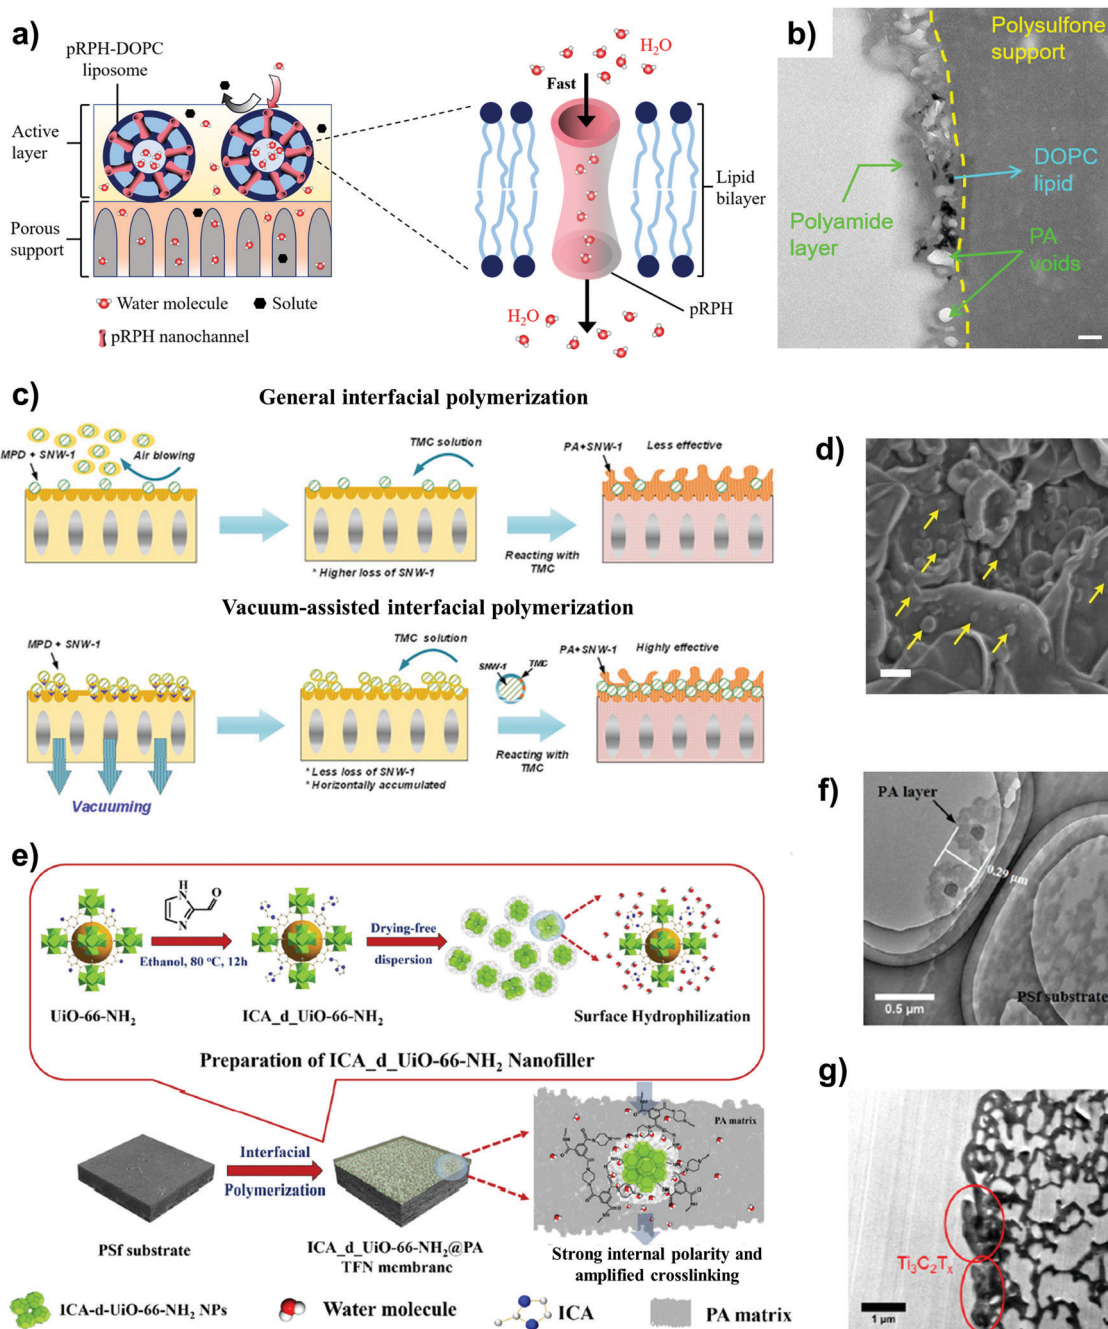 a)
pRPH-DOPC
liposome
Active
layer
Porous
support
Water molecule
Solute
pRPH nanochannel
H₂O
Fast
Lipid
bilayer
pRPH
H₂O
b)
Polysulfone
support
DOPC
lipid
Polyamide
layer
PA
voids
c)
General interfacial polymerization
MPD + SNW-1
Air blowing
TMC solution
* Higher loss of SNW-1
Reacting with
TMC
PA+SNW-1
Less effective
Vacuum-assisted interfacial polymerization
MPD + SNW-1
Vacuuming
TMC solution
* Less loss of SNW-1
* Horizontally accumulated
SNW-1
TMC
Reacting with
TMC
PA+SNW-1
Highly effective
d)
e)
H
N
N
O
Ethanol, 80 °C, 12h
Drying-free
dispersion
UiO-66-NH₂
ICA_d_UiO-66-NH₂
Surface Hydrophilization
Preparation of ICA_d_UiO-66-NH₂ Nanofiller
Interfacial
Polymerization
PSf substrate
ICA_d_UiO-66-NH₂@PA
TFN membrane
PA matrix
Strong internal polarity and
amplified crosslinking
ICA-d-UiO-66-NH₂ NPs
Water molecule
ICA
PA matrix
f)
PA layer
0.29 μm
0.5 μm
PSf substrate
g)
Ti₃C₂Tₓ
1 μm